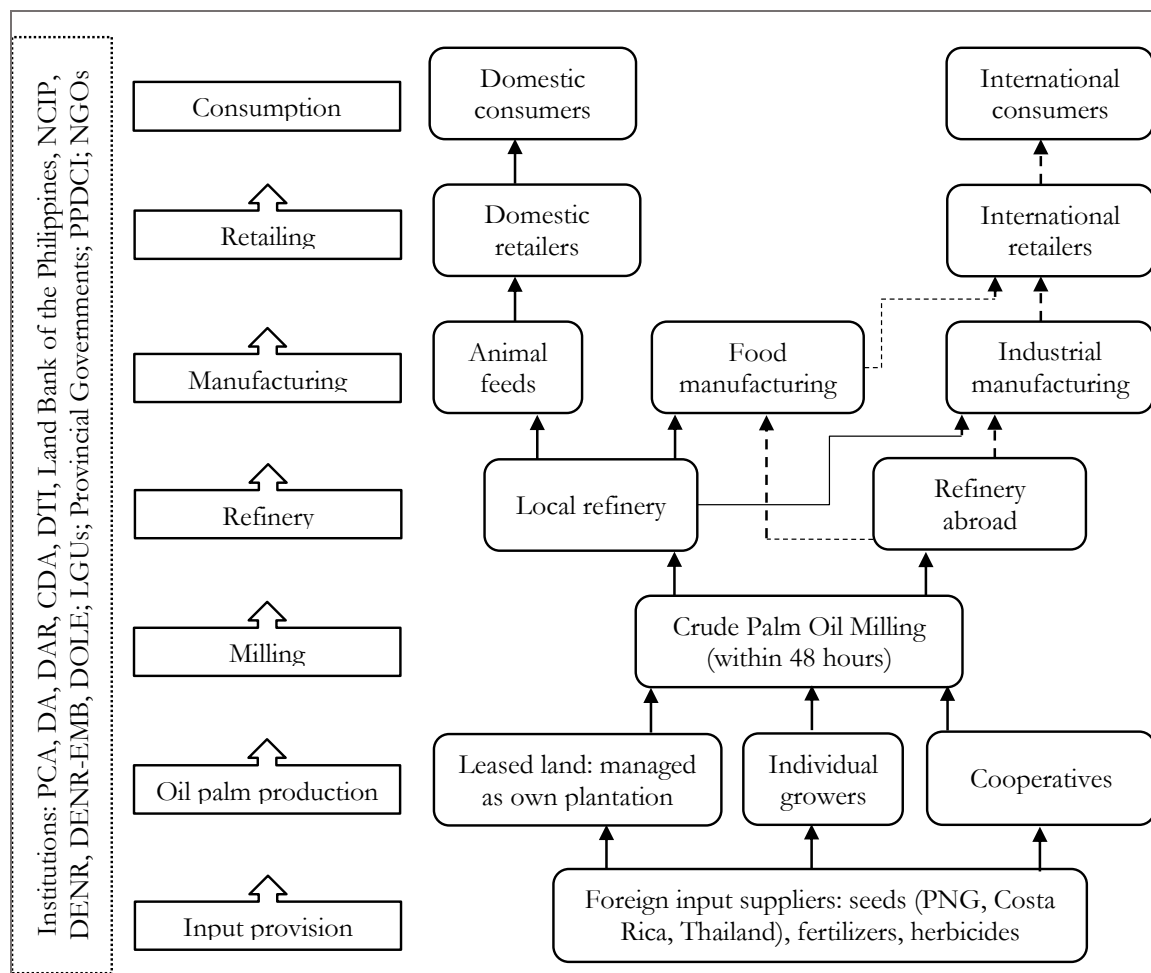 Institutions: PCA, DA, DAR, CDA, DTI, Land Bank of the Philippines, NCIP,
DENR, DENR-EMB, DOLE; LGUs; Provincial Governments; PPDCI; NGOs
Consumption
Domestic
consumers
International
consumers
Retailing
Domestic
retailers
International
retailers
Manufacturing
Animal
feeds
Food
manufacturing
Industrial
manufacturing
Refinery
Local refinery
Refinery
abroad
Milling
Crude Palm Oil Milling
(within 48 hours)
Oil palm production
Leased land: managed
as own plantation
Individual
growers
Cooperatives
Input provision
Foreign input suppliers: seeds (PNG, Costa
Rica, Thailand), fertilizers, herbicides